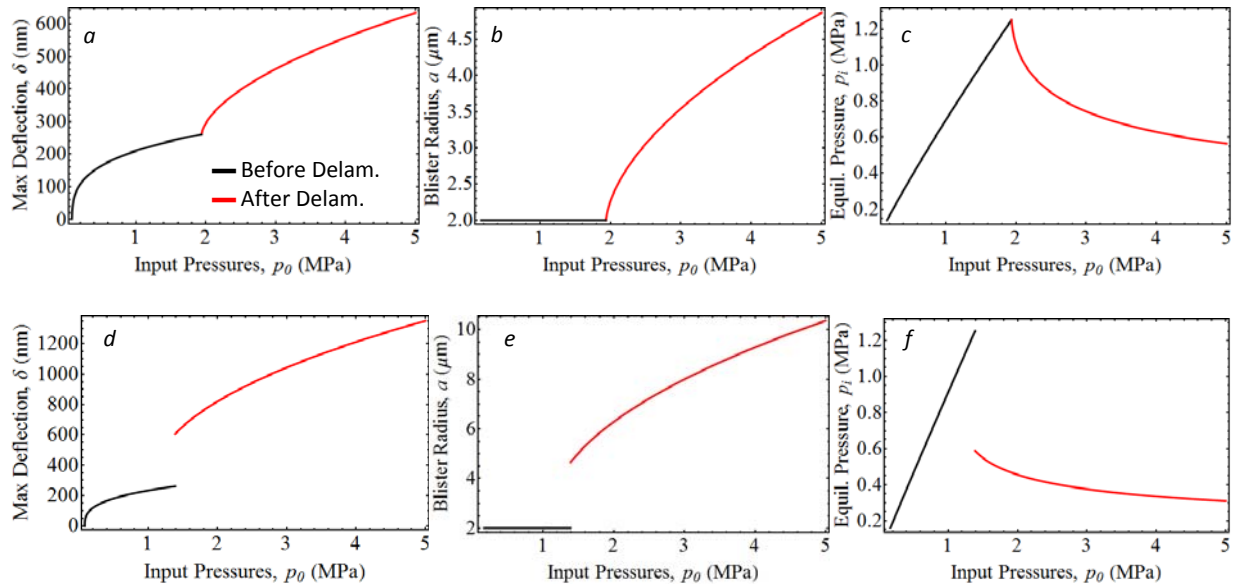 a
Max Deflection, δ (nm)
600
500
400
300
200
100
0
Before Delam.
After Delam.
1 2 3 4 5
Input Pressures, p0 (MPa)
b
Blister Radius, a (μm)
4.5
4.0
3.5
3.0
2.5
2.0
1 2 3 4 5
Input Pressures, p0 (MPa)
c
Equil. Pressure, pi (MPa)
1.2
1.0
0.8
0.6
0.4
0.2
1 2 3 4 5
Input Pressures, p0 (MPa)
d
Max Deflection, δ (nm)
1200
1000
800
600
400
200
0
1 2 3 4 5
Input Pressures, p0 (MPa)
e
Blister Radius, a (μm)
10
8
6
4
2
1 2 3 4 5
Input Pressures, p0 (MPa)
f
Equil. Pressure, pi (MPa)
1.2
1.0
0.8
0.6
0.4
0.2
1 2 3 4 5
Input Pressures, p0 (MPa)